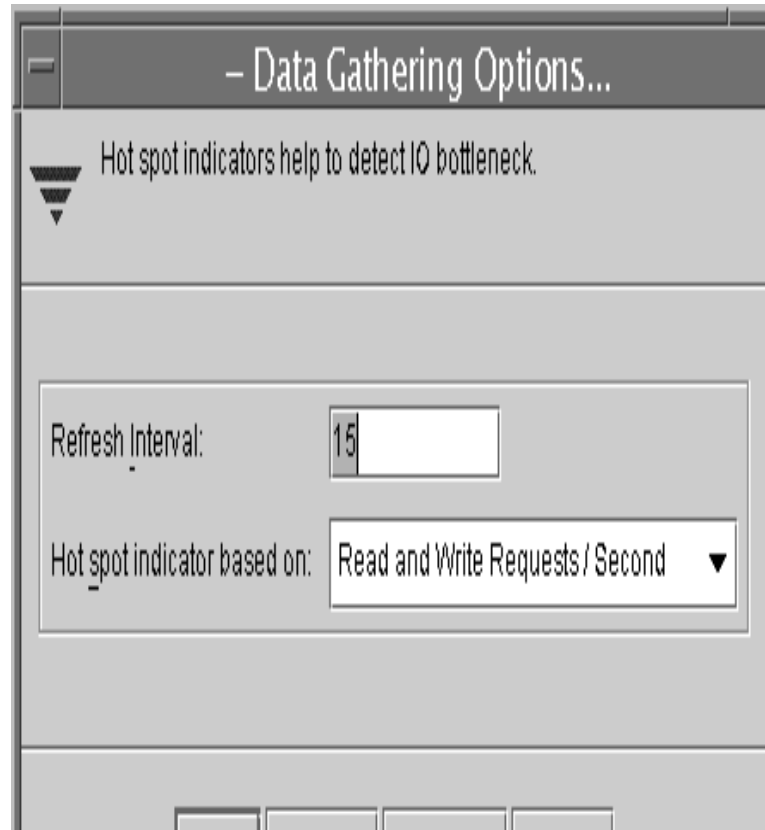 – Data Gathering Options...
Hot spot indicators help to detect IO bottleneck.
Refresh Interval:
15
Hot spot indicator based on:
Read and Write Requests / Second